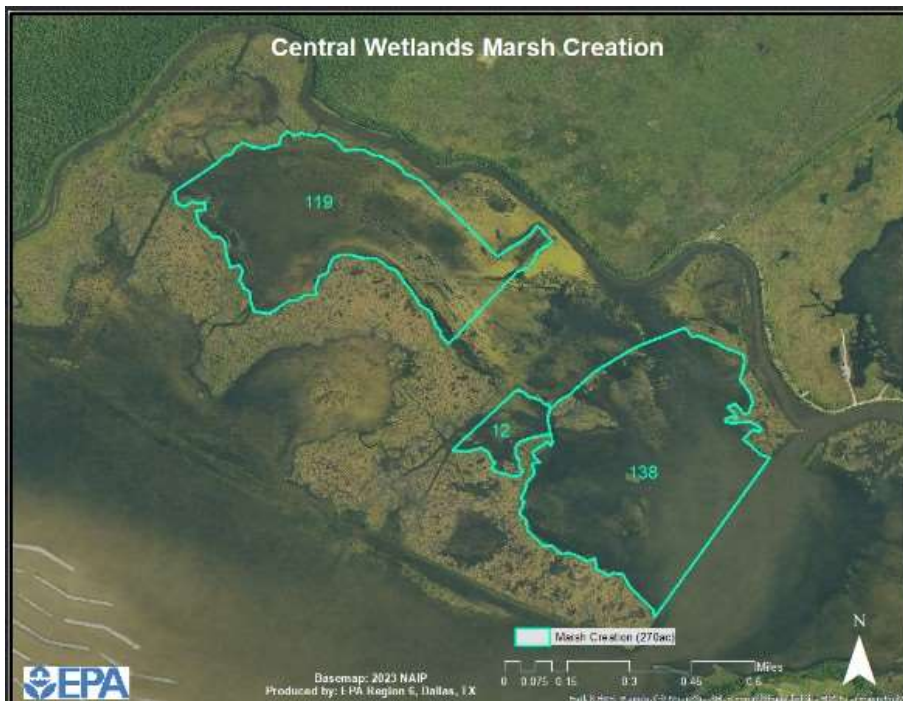 Central Wetlands Marsh Creation
119
12
138
N
Marsh Creation (270ac)
Miles
0 0.075 0.15 0.3 0.45 0.6
EPA
Basemap: 2023 NAIP
Produced by: EPA Region 6, Dallas, TX